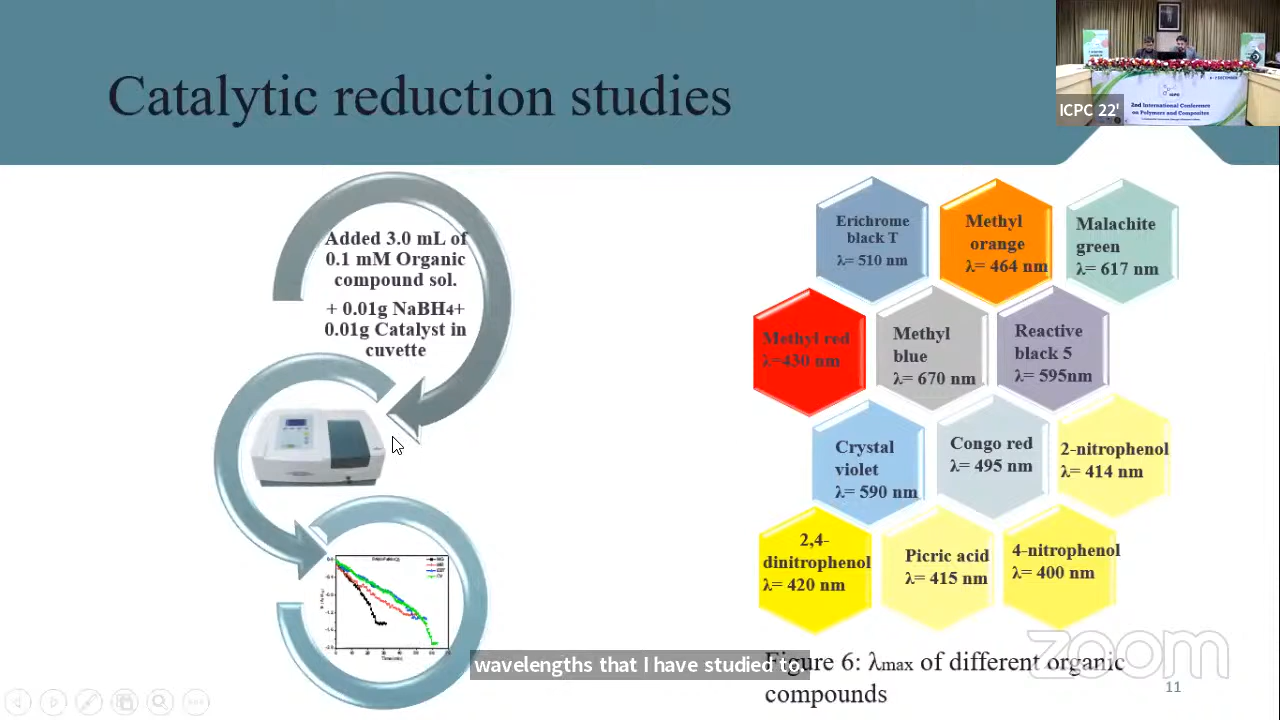 Catalytic reduction studies
ICPC 22'
2nd International Conference
on Polymers and Composites
Added 3.0 mL of
0.1 mM Organic
compound sol.
+ 0.01g NaBH4+
0.01g Catalyst in
cuvette
Erichrome
black T
λ= 510 nm
Methyl
orange
λ= 464 nm
Malachite
green
λ= 617 nm
Methyl red
λ=430 nm
Methyl
blue
λ= 670 nm
Reactive
black 5
λ= 595nm
Crystal
violet
λ= 590 nm
Congo red
λ= 495 nm
2-nitrophenol
λ= 414 nm
2,4-
dinitrophenol
λ= 420 nm
Picric acid
λ= 415 nm
4-nitrophenol
λ= 400 nm
wavelengths that I have studied to.
Figure 6: λmax of different organic
compounds
zoom
11